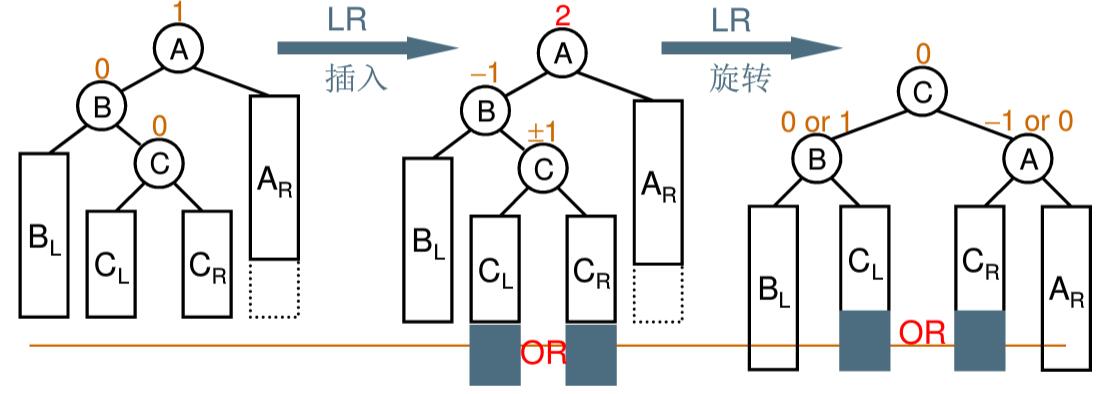 1
A
0
B
0
C
B_L
C_L
C_R
A_R
LR
插入
2
A
−1
B
±1
C
B_L
C_L
C_R
A_R
OR
LR
旋转
0
C
0 or 1
B
−1 or 0
A
B_L
C_L
C_R
A_R
OR